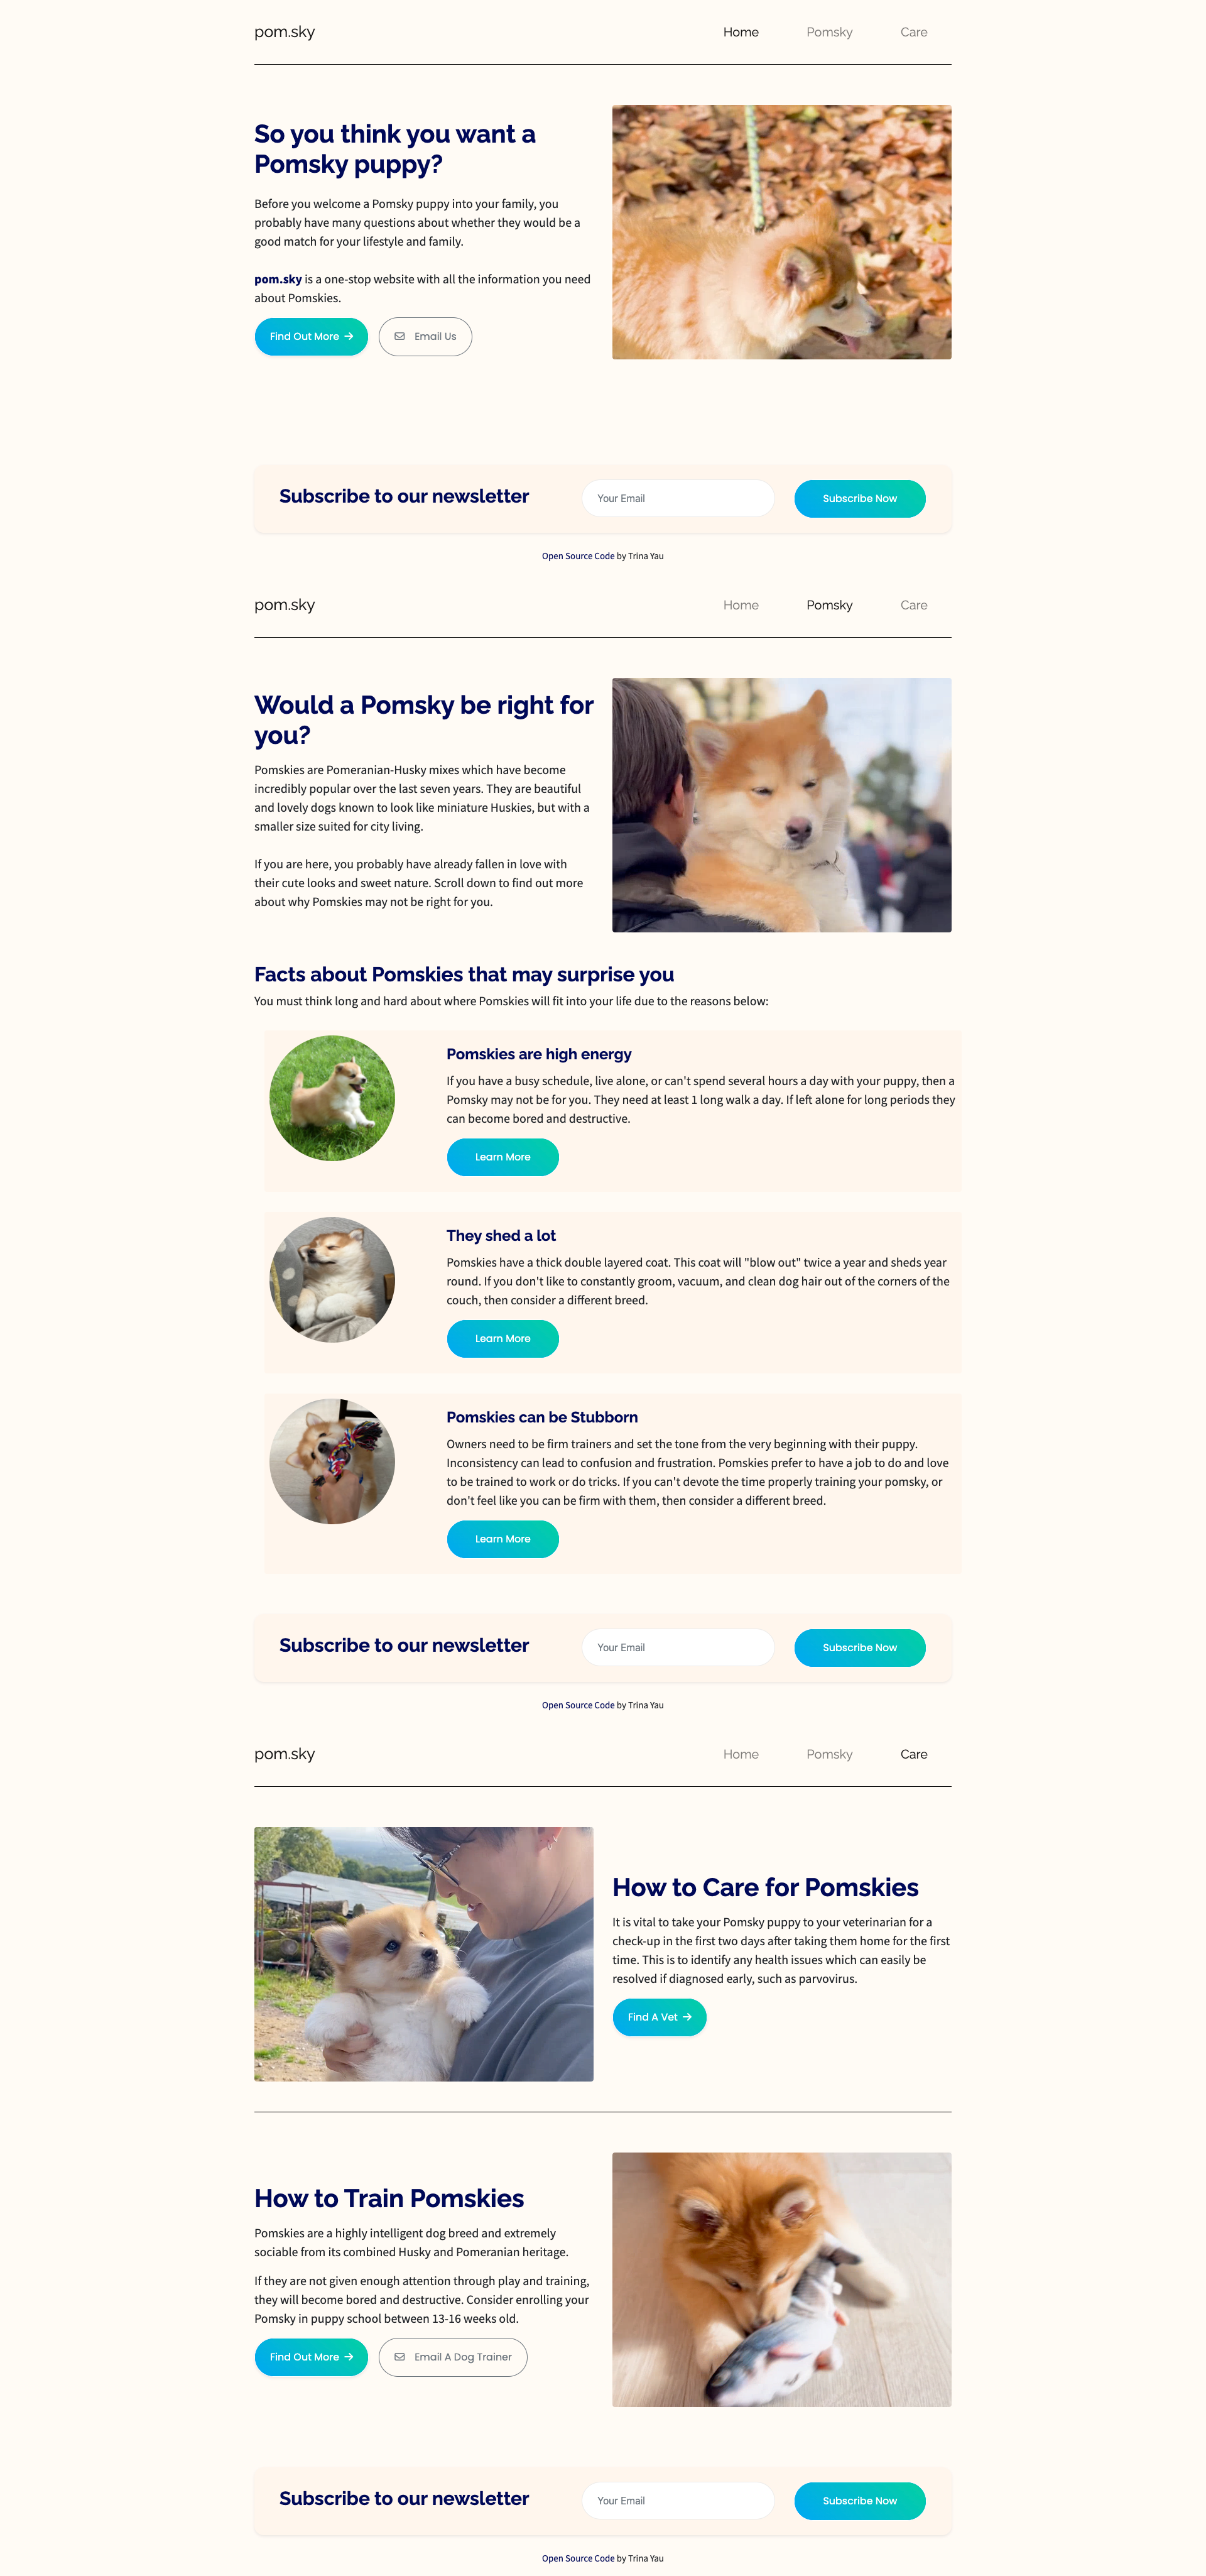 pom.sky
Home Pomsky Care
So you think you want a
Pomsky puppy?
Before you welcome a Pomsky puppy into your family, you
probably have many questions about whether they would be a
good match for your lifestyle and family.
pom.sky is a one-stop website with all the information you need
about Pomskies.
Find Out More →
Email Us
Subscribe to our newsletter
Your Email
Subscribe Now
Open Source Code by Trina Yau
pom.sky
Home Pomsky Care
Would a Pomsky be right for
you?
Pomskies are Pomeranian-Husky mixes which have become
incredibly popular over the last seven years. They are beautiful
and lovely dogs known to look like miniature Huskies, but with a
smaller size suited for city living.
If you are here, you probably have already fallen in love with
their cute looks and sweet nature. Scroll down to find out more
about why Pomskies may not be right for you.
Facts about Pomskies that may surprise you
You must think long and hard about where Pomskies will fit into your life due to the reasons below:
Pomskies are high energy
If you have a busy schedule, live alone, or can't spend several hours a day with your puppy, then a
Pomsky may not be for you. They need at least 1 long walk a day. If left alone for long periods they
can become bored and destructive.
Learn More
They shed a lot
Pomskies have a thick double layered coat. This coat will "blow out" twice a year and sheds year
round. If you don't like to constantly groom, vacuum, and clean dog hair out of the corners of the
couch, then consider a different breed.
Learn More
Pomskies can be Stubborn
Owners need to be firm trainers and set the tone from the very beginning with their puppy.
Inconsistency can lead to confusion and frustration. Pomskies prefer to have a job to do and love
to be trained to work or do tricks. If you can't devote the time properly training your pomsky, or
don't feel like you can be firm with them, then consider a different breed.
Learn More
Subscribe to our newsletter
Your Email
Subscribe Now
Open Source Code by Trina Yau
pom.sky
Home Pomsky Care
How to Care for Pomskies
It is vital to take your Pomsky puppy to your veterinarian for a
check-up in the first two days after taking them home for the first
time. This is to identify any health issues which can easily be
resolved if diagnosed early, such as parvovirus.
Find A Vet →
How to Train Pomskies
Pomskies are a highly intelligent dog breed and extremely
sociable from its combined Husky and Pomeranian heritage.
If they are not given enough attention through play and training,
they will become bored and destructive. Consider enrolling your
Pomsky in puppy school between 13-16 weeks old.
Find Out More →
Email A Dog Trainer
Subscribe to our newsletter
Your Email
Subscribe Now
Open Source Code by Trina Yau